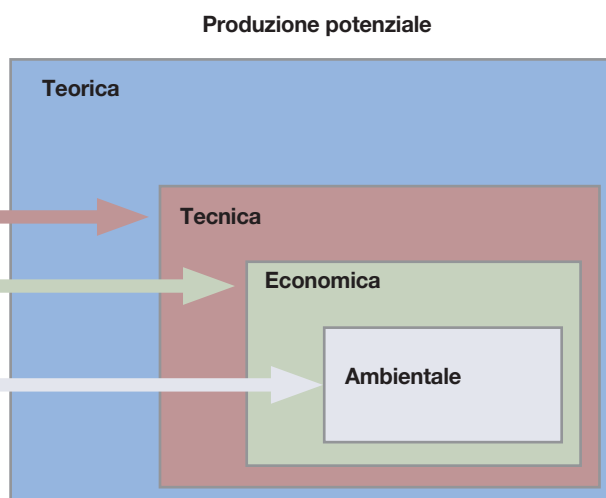 Produzione potenziale
Teorica
Tecnica
Economica
Ambientale